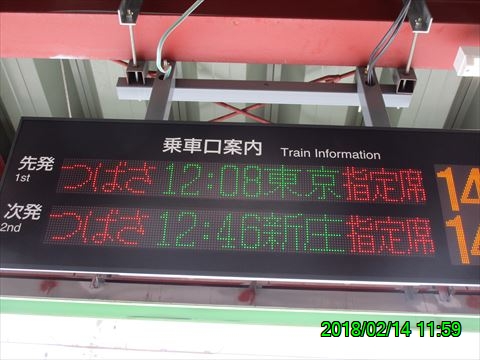 乗車口案内 Train Information
先発 つばさ 12:08 東京 指定席 14
1st
次発 つばさ 12:46 新庄 指定席 14
2nd
2018/02/14 11:59